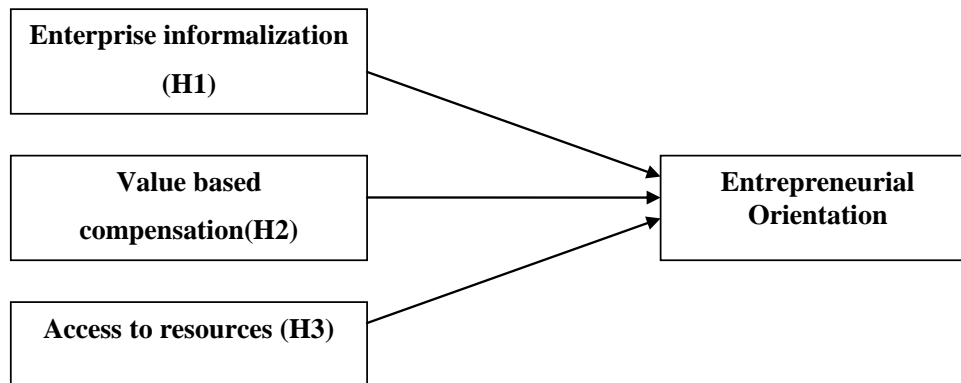 Enterprise informalization
(H1)
Value based
compensation(H2)
Access to resources (H3)
Entrepreneurial
Orientation